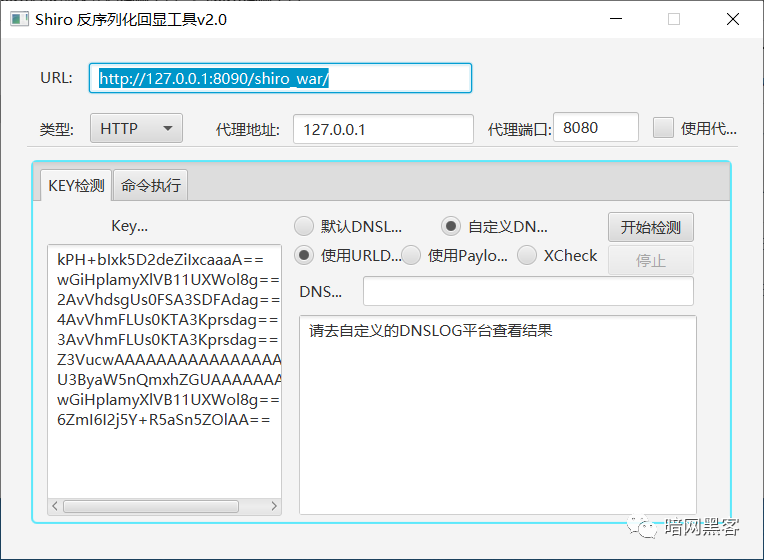 Shiro 反序列化回显工具v2.0
URL: http://127.0.0.1:8090/shiro_war/
类型: HTTP 代理地址: 127.0.0.1 代理端口: 8080 使用代...
KEY检测 命令执行
Key... 默认DNSL... 自定义DN... 开始检测
使用URLD... 使用Paylo... XCheck 停止
DNS...
kPH+bIxk5D2deZiIxcaaaA==
wGiHplamyXlVB11UXWol8g==
2AvVhdsgUs0FSA3SDFAdag==
4AvVhmFLUs0KTA3Kprsdag==
3AvVhmFLUs0KTA3Kprsdag==
Z3VucwAAAAAAAAAAAAAAAA
U3ByaW5nQmxhZGUAAAAAAA
wGiHplamyXlVB11UXWol8g==
6ZmI6I2j5Y+R5aSn5ZOlAA==
请去自定义的DNSLOG平台查看结果
暗网黑客